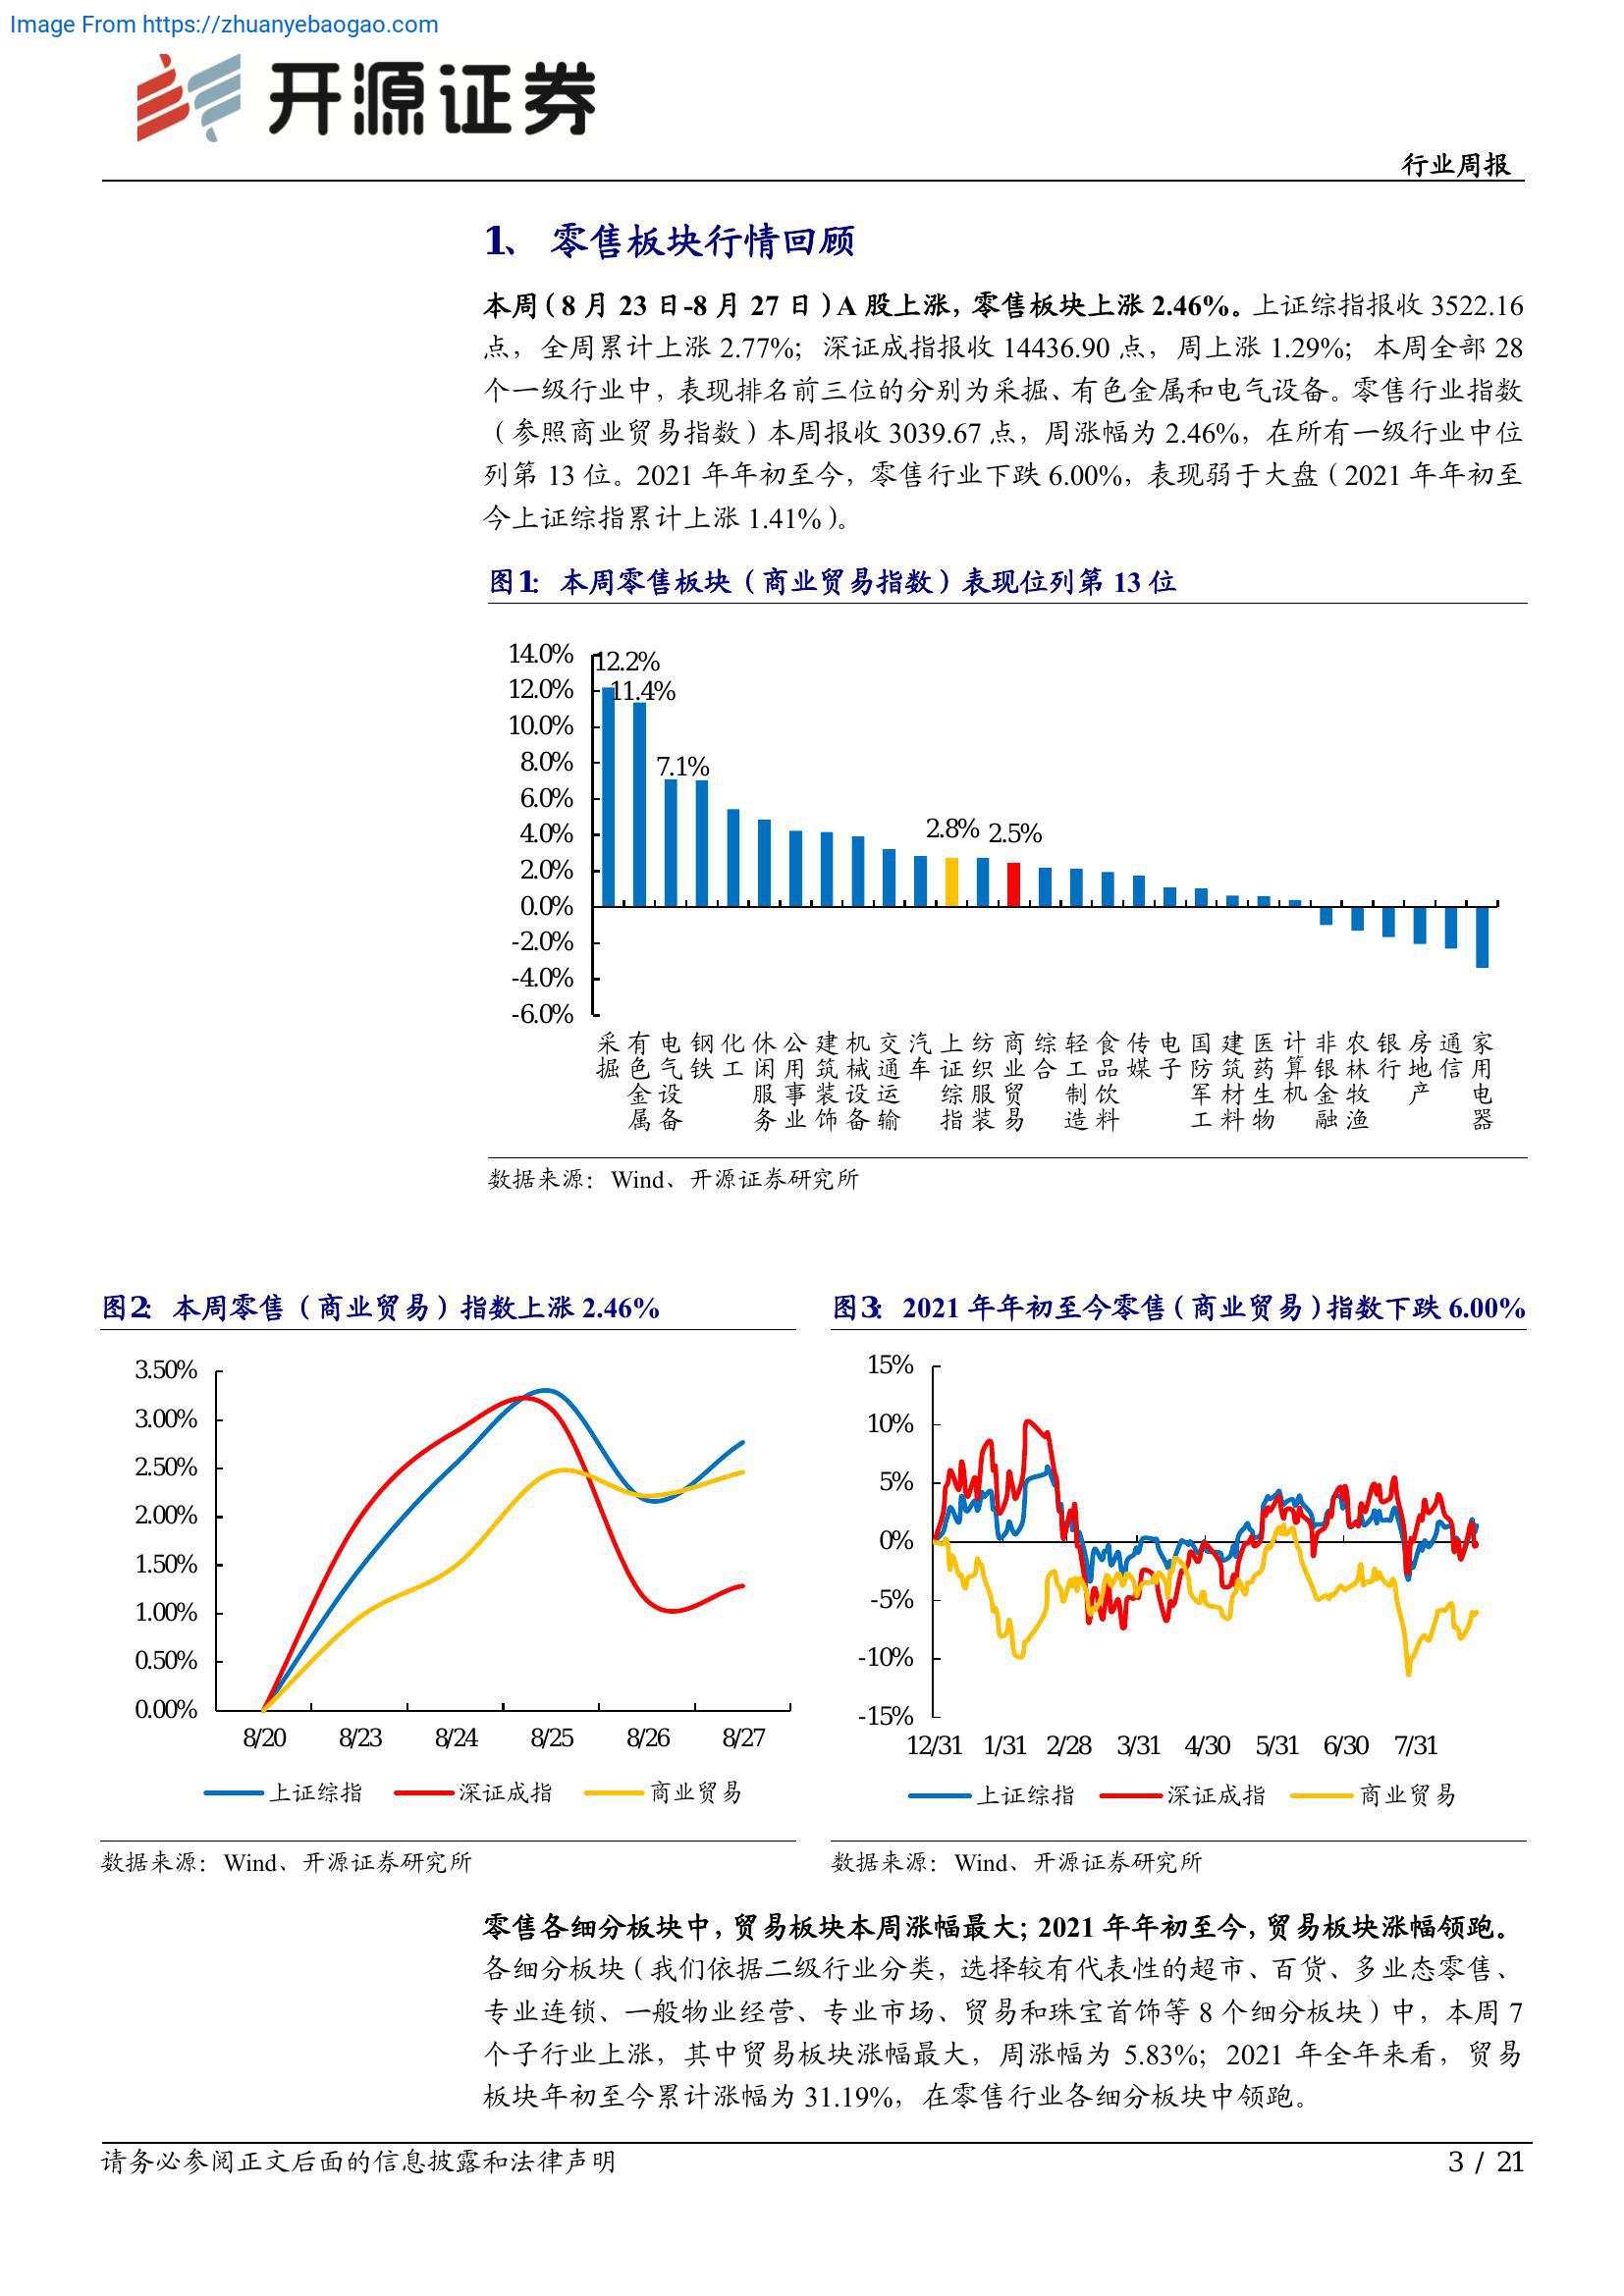 Image From https://zhuanyebaogao.com
开源证券
行业周报
1、 零售板块行情回顾
本周（8 月 23 日-8 月 27 日）A 股上涨，零售板块上涨 2.46%。上证综指报收 3522.16
点，全周累计上涨 2.77%；深证成指报收 14436.90 点，周上涨 1.29%；本周全部 28
个一级行业中，表现排名前三位的分别为采掘、有色金属和电气设备。零售行业指数
（参照商业贸易指数）本周报收 3039.67 点，周涨幅为 2.46%，在所有一级行业中位
列第 13 位。2021 年年初至今，零售行业下跌 6.00%，表现弱于大盘（2021 年年初至
今上证综指累计上涨 1.41%）。
图1： 本周零售板块（商业贸易指数）表现位列第 13 位
14.0%
12.0%
10.0%
8.0%
6.0%
4.0%
2.0%
0.0%
-2.0%
-4.0%
-6.0%
12.2%
11.4%
7.1%
2.8%
2.5%
采掘
有色金属
电气设备
钢铁
化工
休闲服务
公用事业
建筑装饰
机械设备
交通运输
汽车
上证综指
纺织服装
商业贸易
综合
轻工制造
食品饮料
传媒
电子
国防军工
建筑材料
医药生物
计算机
非银金融
农林牧渔
银行
房地产
通信
家用电器
数据来源：Wind、开源证券研究所
图2： 本周零售（商业贸易）指数上涨 2.46%
3.50%
3.00%
2.50%
2.00%
1.50%
1.00%
0.50%
0.00%
8/20 8/23 8/24 8/25 8/26 8/27
上证综指 深证成指 商业贸易
数据来源：Wind、开源证券研究所
图3： 2021 年年初至今零售（商业贸易）指数下跌 6.00%
15%
10%
5%
0%
-5%
-10%
-15%
12/31 1/31 2/28 3/31 4/30 5/31 6/30 7/31
上证综指 深证成指 商业贸易
数据来源：Wind、开源证券研究所
零售各细分板块中，贸易板块本周涨幅最大；2021 年年初至今，贸易板块涨幅领跑。
各细分板块（我们依据二级行业分类，选择较有代表性的超市、百货、多业态零售、
专业连锁、一般物业经营、专业市场、贸易和珠宝首饰等 8 个细分板块）中，本周 7
个子行业上涨，其中贸易板块涨幅最大，周涨幅为 5.83%；2021 年全年来看，贸易
板块年初至今累计涨幅为 31.19%，在零售行业各细分板块中领跑。
请务必参阅正文后面的信息披露和法律声明
3 / 21